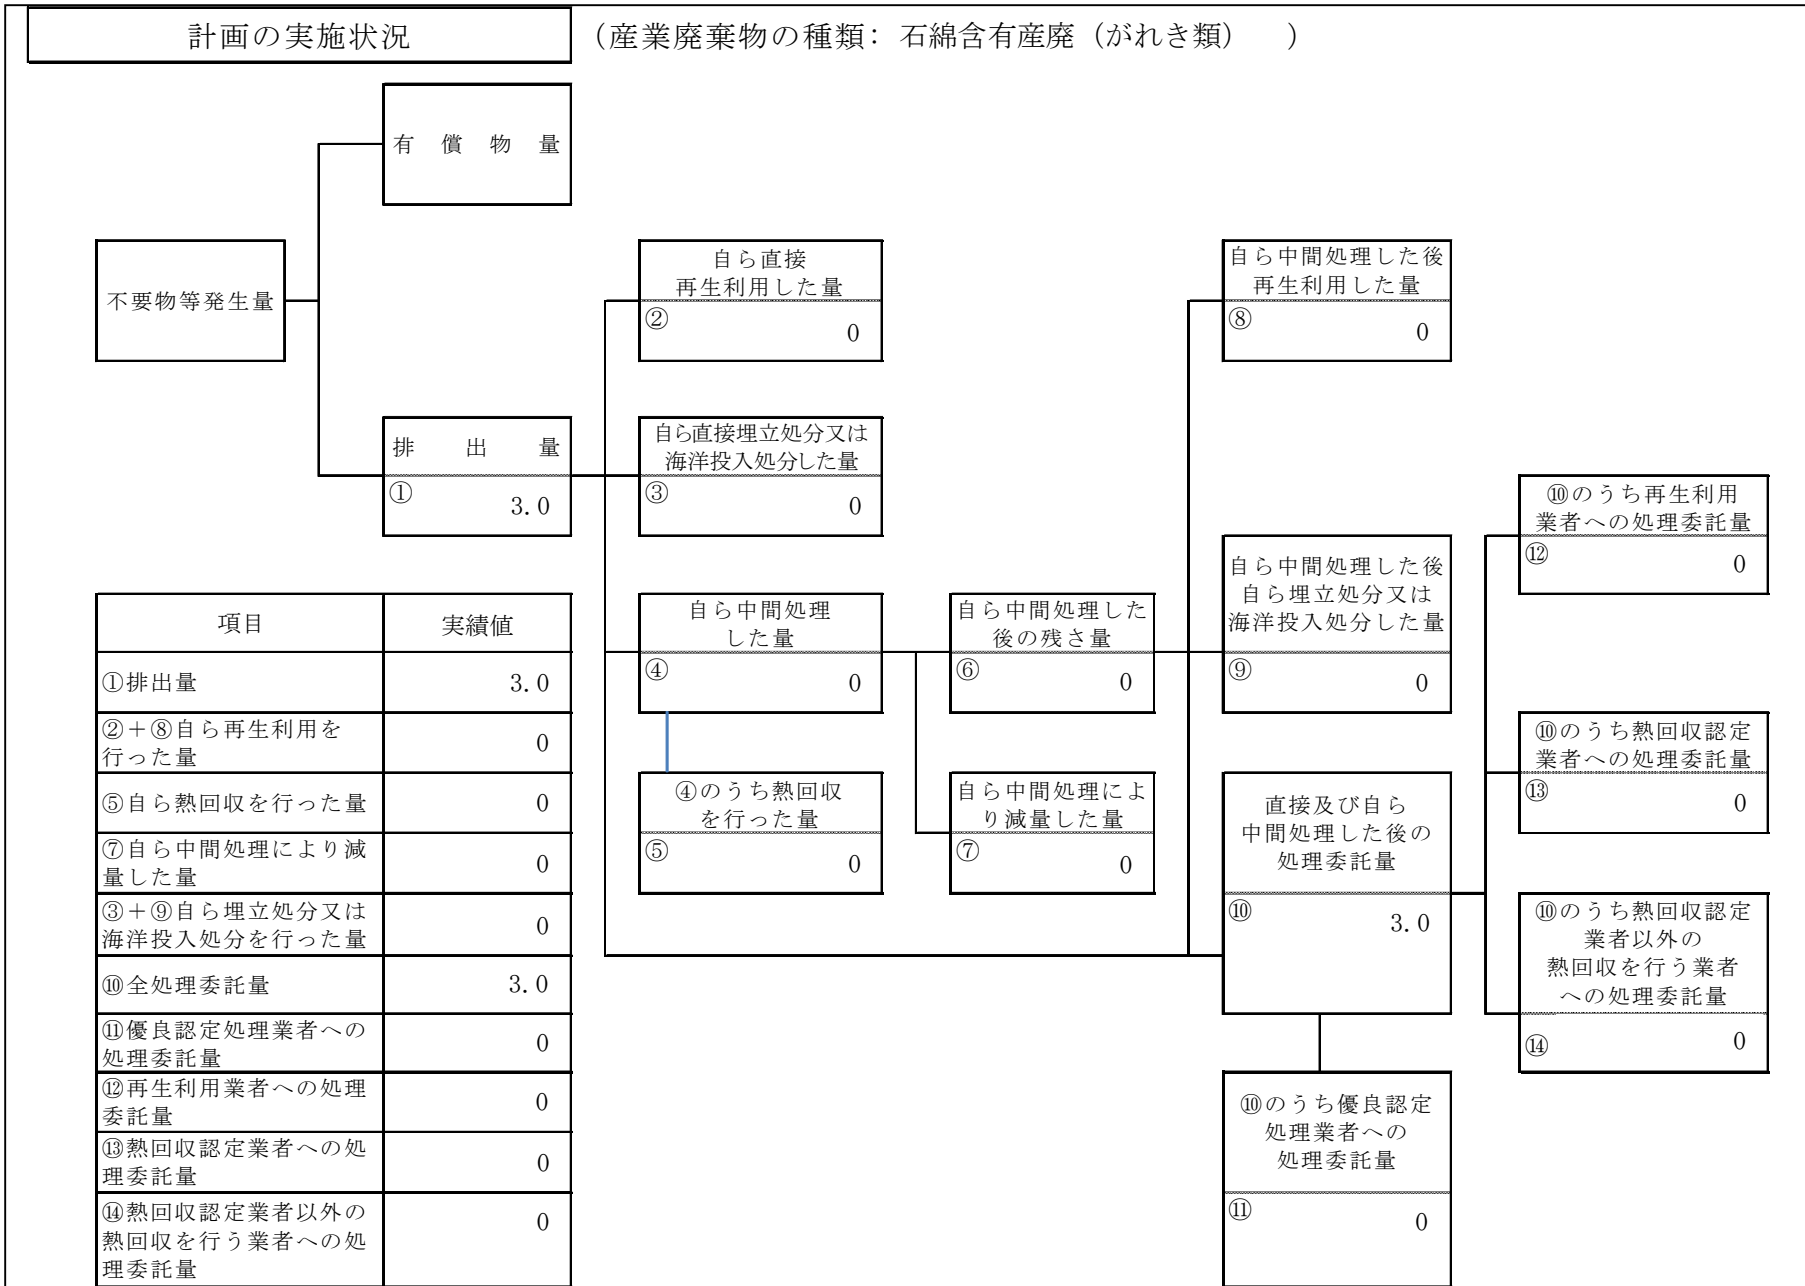 計画の実施状況
（産業廃棄物の種類：石綿含有産廃（がれき類）　）
有償物量
不要物等発生量
自ら直接
再生利用した量
②
0
自ら中間処理した後
再生利用した量
⑧
0
排出量
①
3.0
自ら直接埋立処分又は
海洋投入処分した量
③
0
⑩のうち再生利用
業者への処理委託量
⑫
0
自ら中間処理した後
自ら埋立処分又は
海洋投入処分した量
⑨
0
自ら中間処理
した量
④
0
自ら中間処理した
後の残さ量
⑥
0
⑩のうち熱回収認定
業者への処理委託量
⑬
0
④のうち熱回収
を行った量
⑤
0
自ら中間処理によ
り減量した量
⑦
0
直接及び自ら
中間処理した後の
処理委託量
⑩
3.0
⑩のうち熱回収認定
業者以外の
熱回収を行う業者
への処理委託量
⑭
0
⑩のうち優良認定
処理業者への
処理委託量
⑪
0
項目 実績値
①排出量 3.0
②＋⑧自ら再生利用を
行った量 0
⑤自ら熱回収を行った量 0
⑦自ら中間処理により減
量した量 0
③＋⑨自ら埋立処分又は
海洋投入処分を行った量 0
⑩全処理委託量 3.0
⑪優良認定処理業者への
処理委託量 0
⑫再生利用業者への処理
委託量 0
⑬熱回収認定業者への処
理委託量 0
⑭熱回収認定業者以外の
熱回収を行う業者への処
理委託量 0